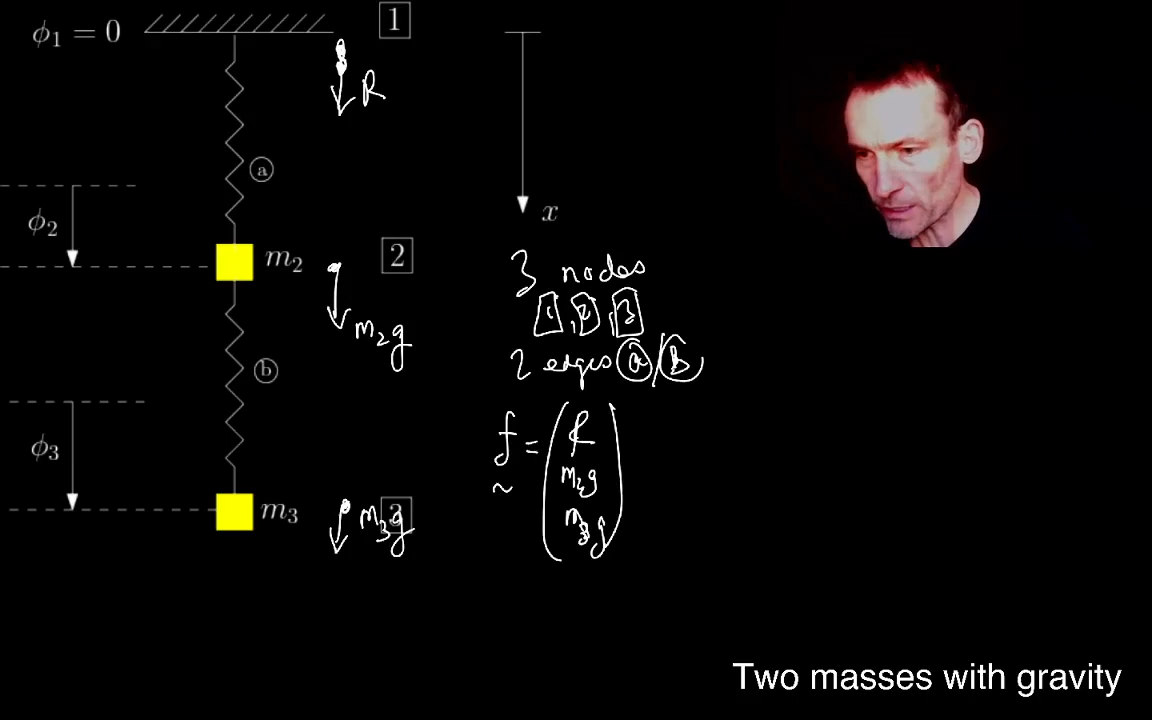 ϕ₁ = 0
1
R
a
x
ϕ₂
m₂
2
m₂g
3 nodes
1, 2, 3
2 edges a / b
b
ϕ₃
f = ( R
~
m₂g
m₃g )
m₃
m₃g
3
Two masses with gravity